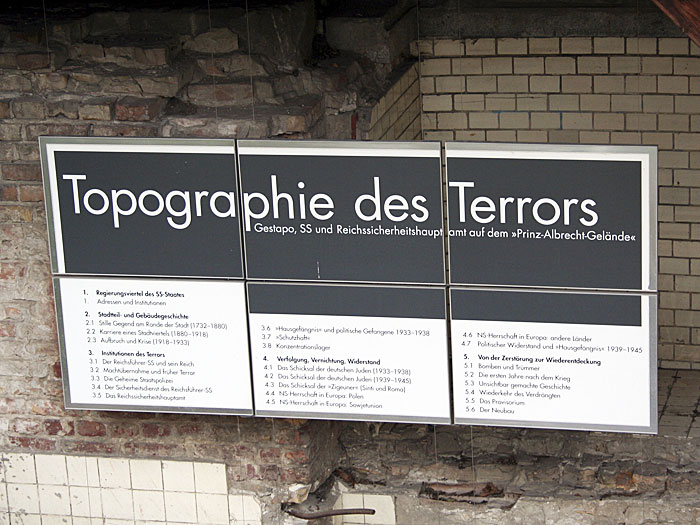 Topographie des Terrors
Gestapo, SS und Reichssicherheitshauptamt auf dem »Prinz-Albrecht-Gelände«
1. Regierungsviertel des SS-Staates
1. Adressen und Institutionen
2. Stadtteil- und Gebäudegeschichte
2.1 Stille Gegend am Rande der Stadt (1732–1880)
2.2 Karriere eines Stadtviertels (1880–1918)
2.3 Aufbruch und Krise (1918–1933)
3. Institutionen des Terrors
3.1 Der Reichsführer-SS und sein Reich
3.2 Machtübernahme und früher Terror
3.3 Die Geheime Staatspolizei
3.4 Der Sicherheitsdienst des Reichsführer-SS
3.5 Das Reichssicherheitshauptamt
3.6 »Hausgefängnis« und politische Gefangene 1933–1938
3.7 »Schutzhaft«
3.8 Konzentrationslager
4. Verfolgung, Vernichtung, Widerstand
4.1 Das Schicksal der deutschen Juden (1933–1938)
4.2 Das Schicksal der deutschen Juden (1939–1945)
4.3 Das Schicksal der »Zigeuner« (Sinti und Roma)
4.4 NS-Herrschaft in Europa: Polen
4.5 NS-Herrschaft in Europa: Sowjetunion
4.6 NS-Herrschaft in Europa: andere Länder
4.7 Politischer Widerstand und »Hausgefängnis« 1939–1945
5. Von der Zerstörung zur Wiederentdeckung
5.1 Bomben und Trümmer
5.2 Die ersten Jahre nach dem Krieg
5.3 Unsichtbar gemachte Geschichte
5.4 Wiederkehr des Verdrängten
5.5 Das Provisorium
5.6 Der Neubau